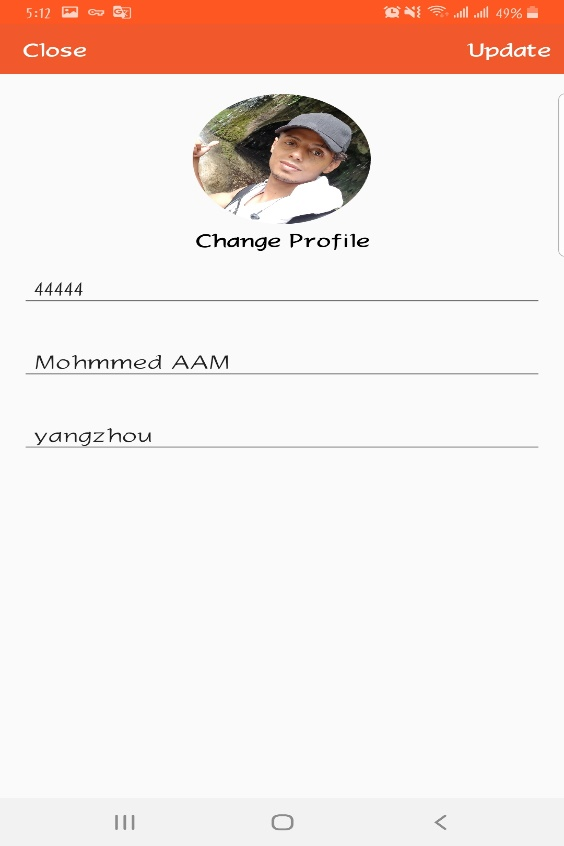 5:12 49%
Close Update
Change Profile
44444
Mohmmed AAM
yangzhou